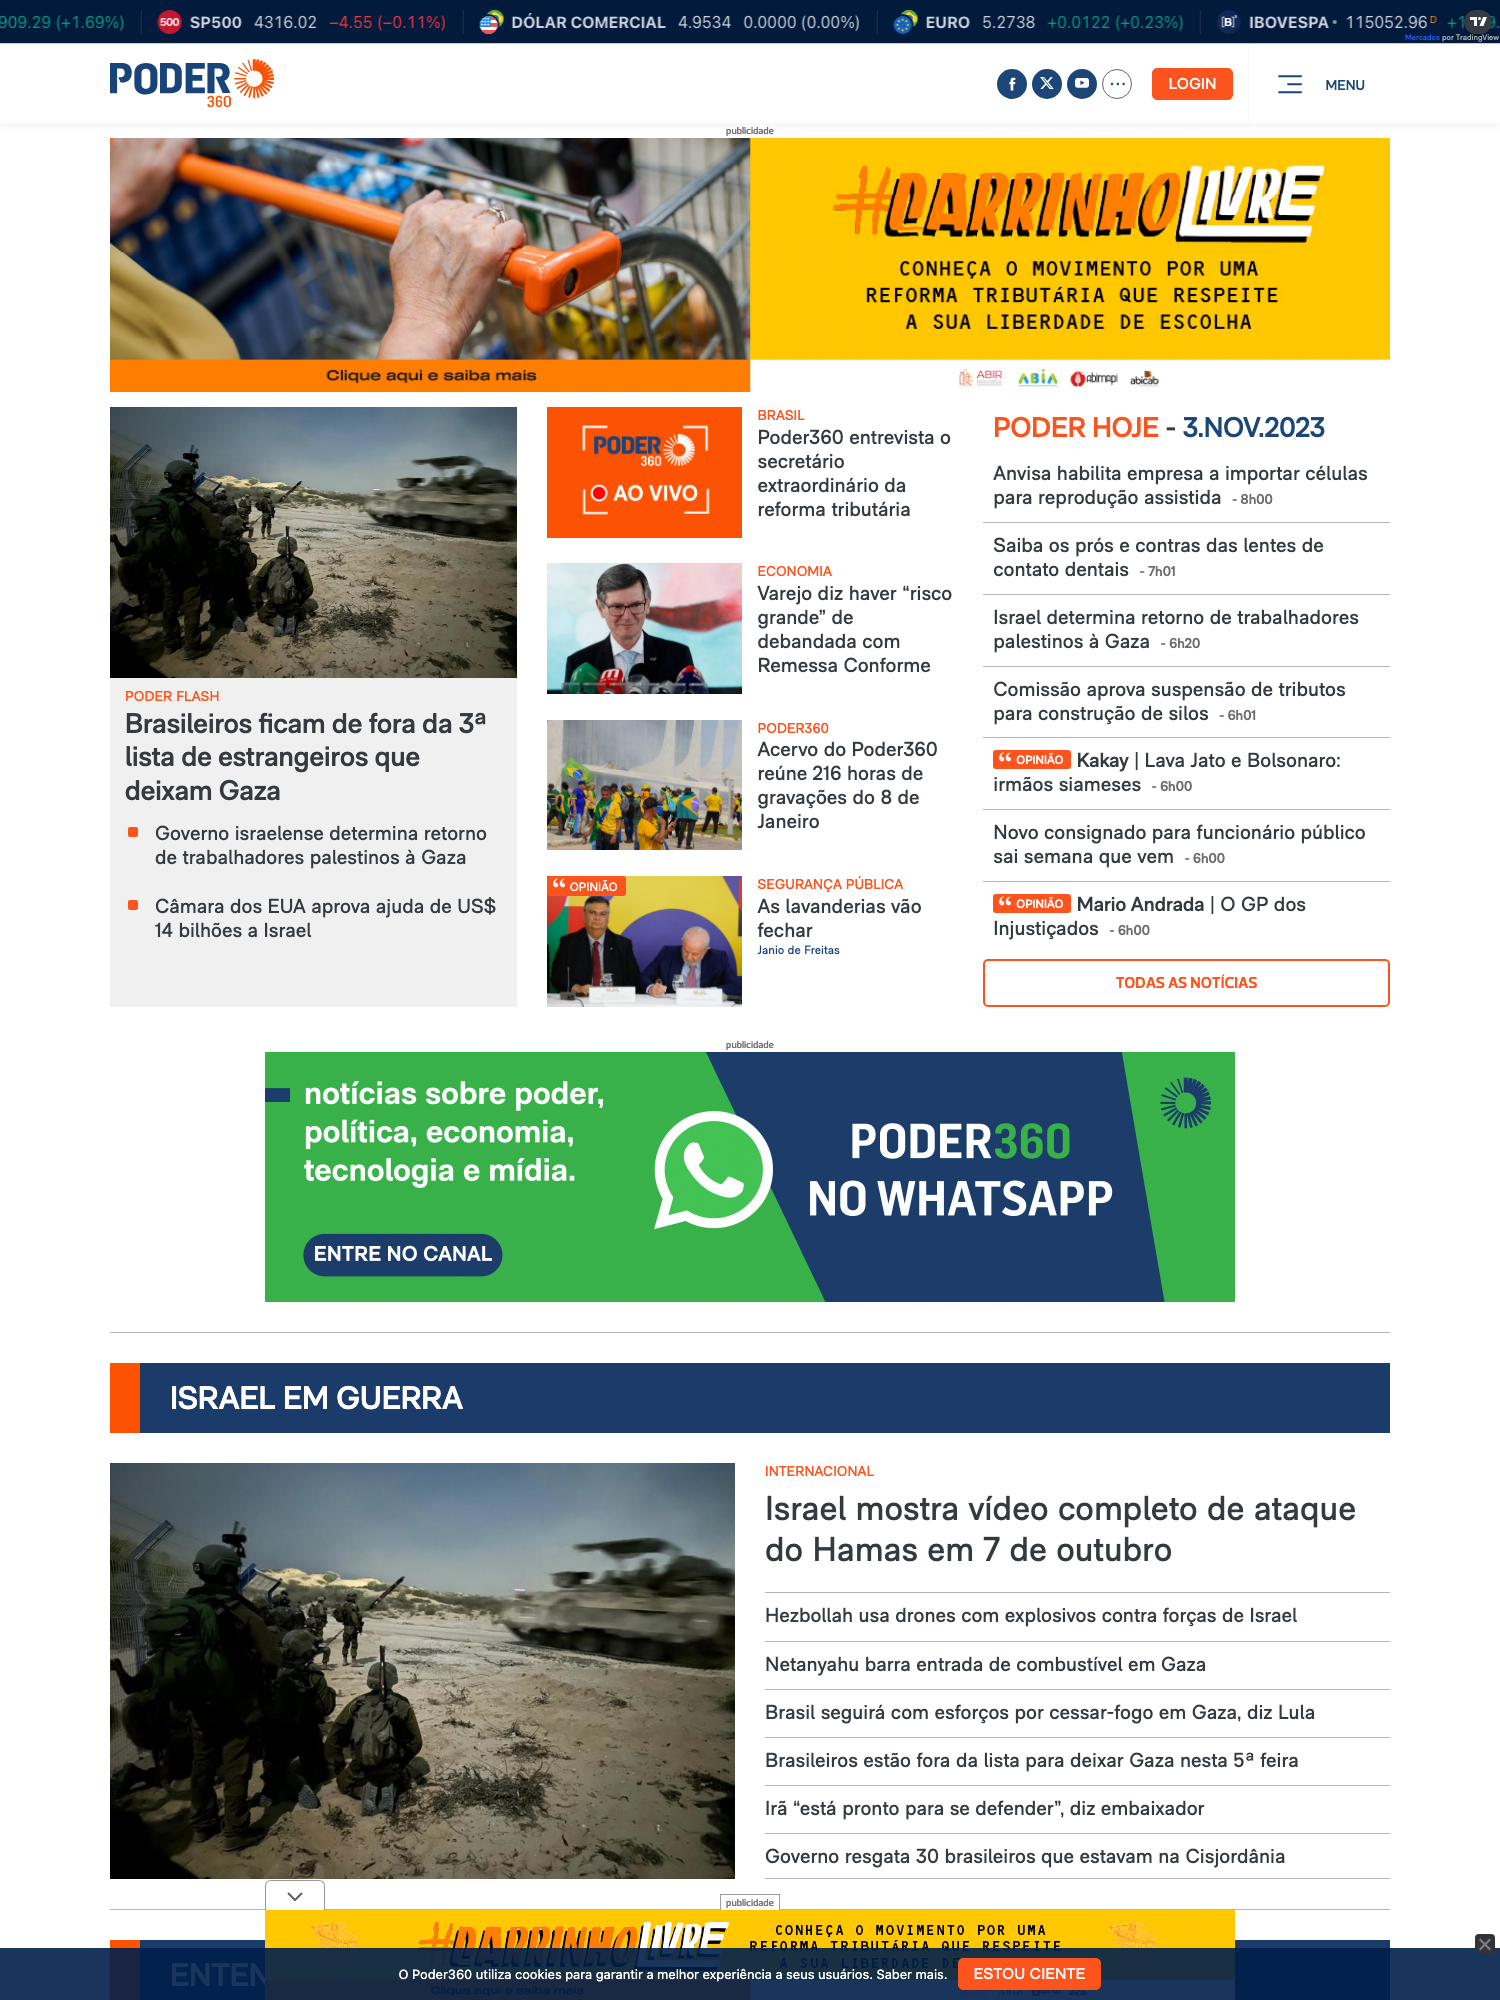 909.29 (+1.69%)
500 SP500 4316.02 −4.55 (−0.11%)
DÓLAR COMERCIAL 4.9534 0.0000 (0.00%)
EURO 5.2738 +0.0122 (+0.23%)
IBOVESPA 115052.96 D
Mercados por TradingView
PODER
360
LOGIN
MENU
publicidade
#CARRINHOLIVRE
CONHEÇA O MOVIMENTO POR UMA
REFORMA TRIBUTÁRIA QUE RESPEITE
A SUA LIBERDADE DE ESCOLHA
Clique aqui e saiba mais
ABIR ABIA abimapi abicab
PODER FLASH
Brasileiros ficam de fora da 3ª
lista de estrangeiros que
deixam Gaza
Governo israelense determina retorno
de trabalhadores palestinos à Gaza
Câmara dos EUA aprova ajuda de US$
14 bilhões a Israel
PODER
360
AO VIVO
BRASIL
Poder360 entrevista o
secretário
extraordinário da
reforma tributária
ECONOMIA
Varejo diz haver “risco
grande” de
debandada com
Remessa Conforme
PODER360
Acervo do Poder360
reúne 216 horas de
gravações do 8 de
Janeiro
“ OPINIÃO
SEGURANÇA PÚBLICA
As lavanderias vão
fechar
Janio de Freitas
PODER HOJE - 3.NOV.2023
Anvisa habilita empresa a importar células
para reprodução assistida - 8h00
Saiba os prós e contras das lentes de
contato dentais - 7h01
Israel determina retorno de trabalhadores
palestinos à Gaza - 6h20
Comissão aprova suspensão de tributos
para construção de silos - 6h01
“ OPINIÃO Kakay | Lava Jato e Bolsonaro:
irmãos siameses - 6h00
Novo consignado para funcionário público
sai semana que vem - 6h00
“ OPINIÃO Mario Andrada | O GP dos
Injustiçados - 6h00
TODAS AS NOTÍCIAS
publicidade
notícias sobre poder,
política, economia,
tecnologia e mídia.
ENTRE NO CANAL
PODER360
NO WHATSAPP
ISRAEL EM GUERRA
INTERNACIONAL
Israel mostra vídeo completo de ataque
do Hamas em 7 de outubro
Hezbollah usa drones com explosivos contra forças de Israel
Netanyahu barra entrada de combustível em Gaza
Brasil seguirá com esforços por cessar-fogo em Gaza, diz Lula
Brasileiros estão fora da lista para deixar Gaza nesta 5ª feira
Irã “está pronto para se defender”, diz embaixador
Governo resgata 30 brasileiros que estavam na Cisjordânia
publicidade
#CARRINHOLIVRE
CONHEÇA O MOVIMENTO POR UMA
REFORMA TRIBUTÁRIA QUE RESPEITE
A SUA LIBERDADE DE
Clique aqui e saiba mais
ENTEN
O Poder360 utiliza cookies para garantir a melhor experiência a seus usuários. Saber mais.
ESTOU CIENTE